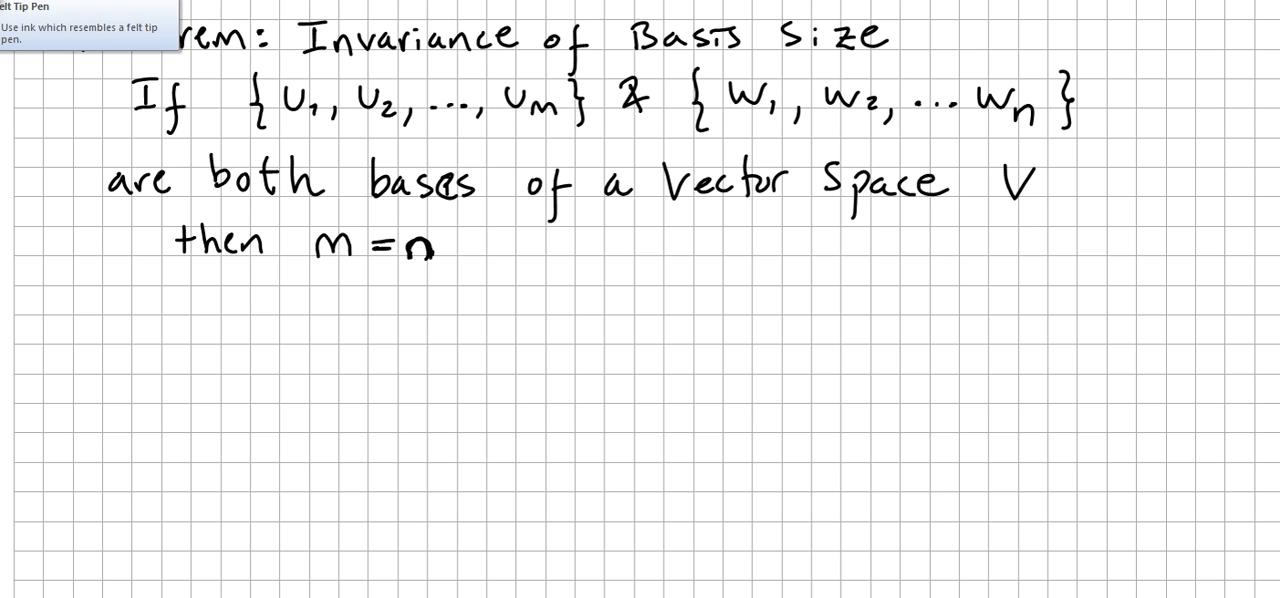 elt Tip Pen
Use ink which resembles a felt tip
pen.
rem: Invariance of Basis Size
If {U1, U2, ..., Um} & {W1, W2, ... Wn}
are both bases of a Vector Space V
then m = n